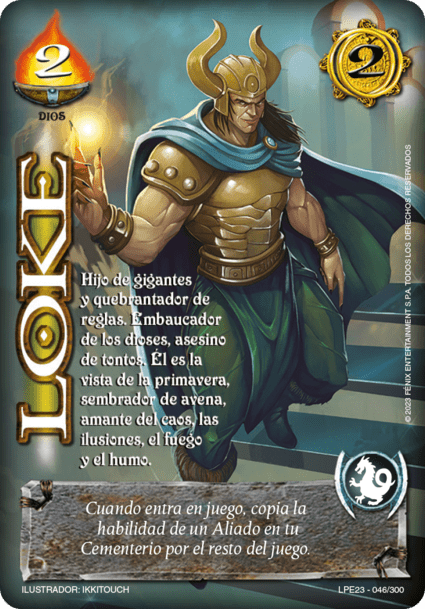 2
2
DIOS
LOKE
Hijo de gigantes
y quebrantador de
reglas. Embaucador
de los dioses, asesino
de tontos. Él es la
vista de la primavera,
sembrador de avena,
amante del caos, las
ilusiones, el fuego
y el humo.
© 2023 FÉNIX ENTERTAINMENT S.P.A. TODOS LOS DERECHOS RESERVADOS
Cuando entra en juego, copia la
habilidad de un Aliado en tu
Cementerio por el resto del juego.
ILUSTRADOR: IKKITOUCH
LPE23 - 046/300